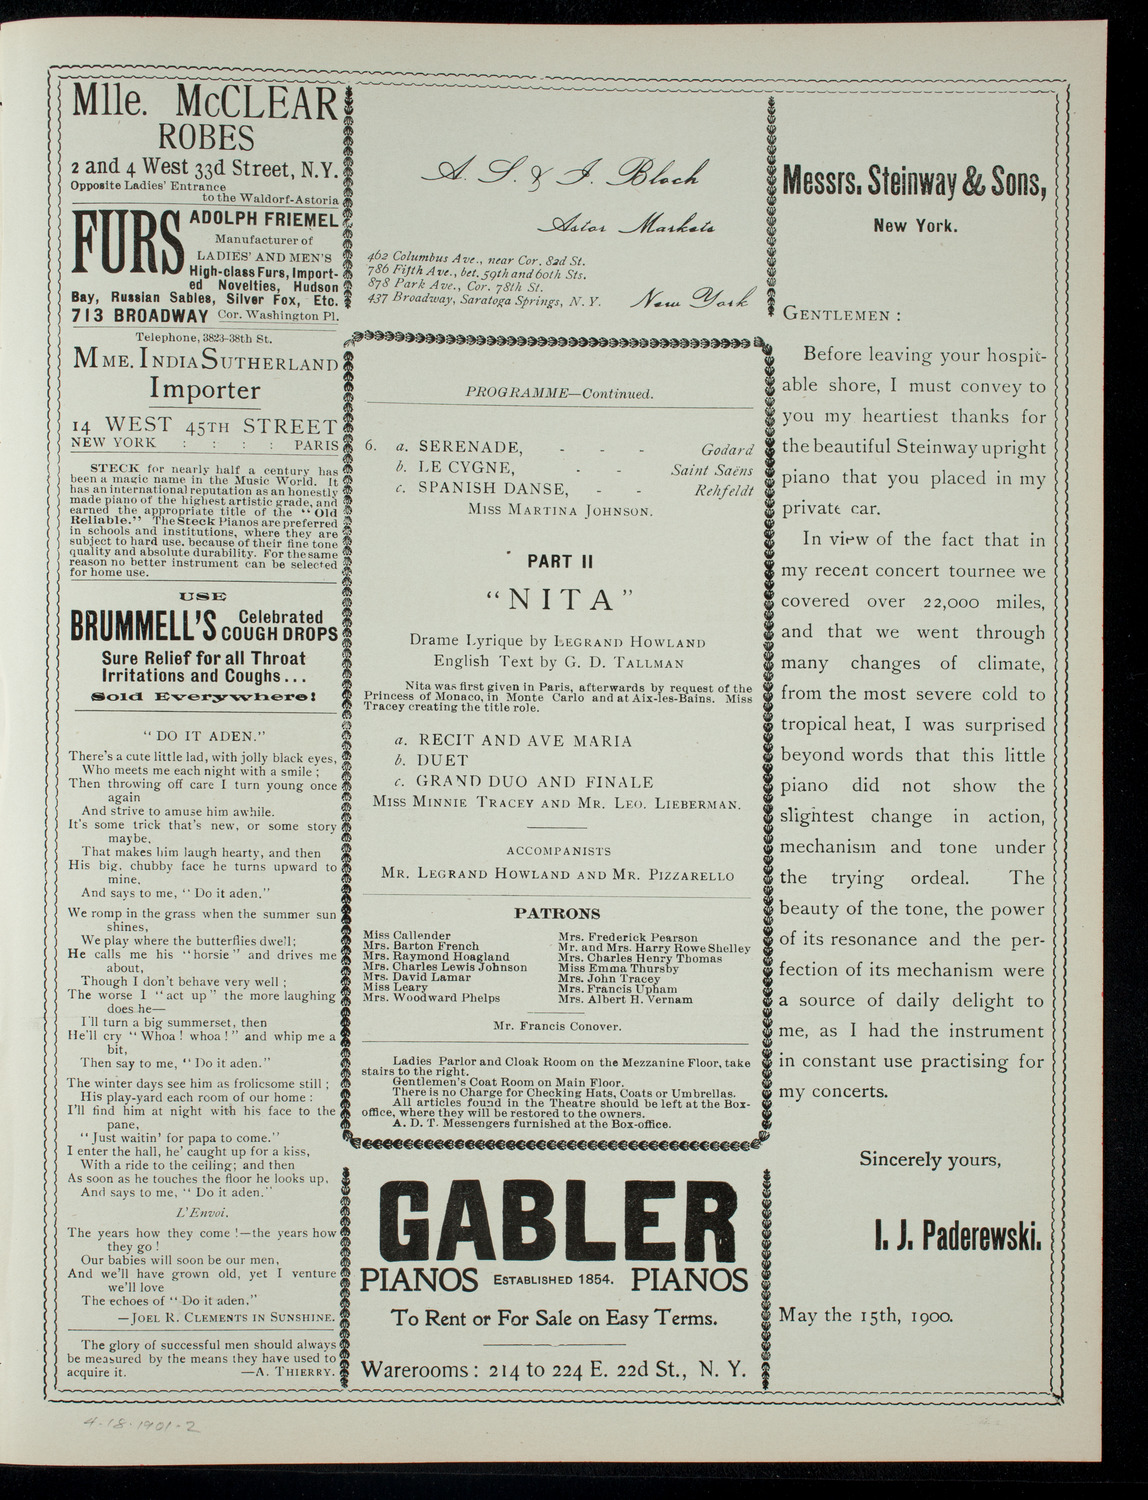 Mlle. McCLEAR
ROBES
2 and 4 West 33d Street, N.Y.
Opposite Ladies' Entrance
to the Waldorf-Astoria
FURS
ADOLPH FRIEMEL
Manufacturer of
LADIES' AND MEN'S
High-class Furs, Import-
ed Novelties, Hudson
Bay, Russian Sables, Silver Fox, Etc.
713 BROADWAY Cor. Washington Pl.
Telephone, 3823-38th St.
MME. INDIA SUTHERLAND
Importer
14 WEST 45TH STREET
NEW YORK : : : : PARIS
STECK for nearly half a century has
been a magic name in the Music World. It
has an international reputation as an honestly
made piano of the highest artistic grade, and
earned the appropriate title of the "Old
Reliable." The Steck Pianos are preferred
in schools and institutions, where they are
subject to hard use, because of their fine tone
quality and absolute durability. For the same
reason no better instrument can be selected
for home use.
USE
BRUMMELL'S Celebrated
COUGH DROPS
Sure Relief for all Throat
Irritations and Coughs...
Sold Everywhere!
"DO IT ADEN."
There's a cute little lad, with jolly black eyes,
Who meets me each night with a smile;
Then throwing off care I turn young once
again
And strive to amuse him awhile.
It's some trick that's new, or some story
maybe,
That makes him laugh hearty, and then
His big, chubby face he turns upward to
mine,
And says to me, "Do it aden."
We romp in the grass when the summer sun
shines,
We play where the butterflies dwell;
He calls me his "horsie" and drives me
about,
Though I don't behave very well;
The worse I "act up" the more laughing
does he—
I'll turn a big summerset, then
He'll cry "Whoa! whoa!" and whip me a
bit,
Then say to me, "Do it aden."
The winter days see him as frolicsome still;
His play-yard each room of our home:
I'll find him at night with his face to the
pane,
"Just waitin' for papa to come."
I enter the hall, he' caught up for a kiss,
With a ride to the ceiling; and then
As soon as he touches the floor he looks up,
And says to me, "Do it aden."
L'Envoi.
The years how they come!—the years how
they go!
Our babies will soon be our men,
And we'll have grown old, yet I venture
we'll love
The echoes of "Do it aden."
—JOEL R. CLEMENTS IN SUNSHINE.
The glory of successful men should always
be measured by the means they have used to
acquire it. —A. THIERRY.
A. S. & J. Bloch
Astor Markets
462 Columbus Ave., near Cor. 82d St.
786 Fifth Ave., bet. 59th and 60th Sts.
878 Park Ave., Cor. 78th St.
437 Broadway, Saratoga Springs, N. Y.
New York
PROGRAMME—Continued.
6. a. SERENADE, - - - Godard
b. LE CYGNE, - - Saint Saëns
c. SPANISH DANSE, - - Rehfeldt
MISS MARTINA JOHNSON.
PART II
"NITA"
Drame Lyrique by LEGRAND HOWLAND
English Text by G. D. TALLMAN
Nita was first given in Paris, afterwards by request of the
Princess of Monaco, in Monte Carlo and at Aix-les-Bains. Miss
Tracey creating the title role.
a. RECIT AND AVE MARIA
b. DUET
c. GRAND DUO AND FINALE
MISS MINNIE TRACEY AND MR. LEO. LIEBERMAN.
ACCOMPANISTS
MR. LEGRAND HOWLAND AND MR. PIZZARELLO
PATRONS
Miss Callender
Mrs. Barton French
Mrs. Raymond Hoagland
Mrs. Charles Lewis Johnson
Mrs. David Lamar
Miss Leary
Mrs. Woodward Phelps
Mrs. Frederick Pearson
Mr. and Mrs. Harry Rowe Shelley
Mrs. Charles Henry Thomas
Miss Emma Thursby
Mrs. John Tracey
Mrs. Francis Upham
Mrs. Albert H. Vernam
Mr. Francis Conover.
Ladies Parlor and Cloak Room on the Mezzanine Floor, take
stairs to the right.
Gentlemen's Coat Room on Main Floor.
There is no Charge for Checking Hats, Coats or Umbrellas.
All articles found in the Theatre should be left at the Box-
office, where they will be restored to the owners.
A. D. T. Messengers furnished at the Box-office.
GABLER
PIANOS ESTABLISHED 1854. PIANOS
To Rent or For Sale on Easy Terms.
Warerooms: 214 to 224 E. 22d St., N. Y.
Messrs. Steinway & Sons,
New York.
GENTLEMEN:
Before leaving your hospit-
able shore, I must convey to
you my heartiest thanks for
the beautiful Steinway upright
piano that you placed in my
private car.
In view of the fact that in
my recent concert tournee we
covered over 22,000 miles,
and that we went through
many changes of climate,
from the most severe cold to
tropical heat, I was surprised
beyond words that this little
piano did not show the
slightest change in action,
mechanism and tone under
the trying ordeal. The
beauty of the tone, the power
of its resonance and the per-
fection of its mechanism were
a source of daily delight to
me, as I had the instrument
in constant use practising for
my concerts.
Sincerely yours,
I. J. Paderewski.
May the 15th, 1900.
4-18-1901-2